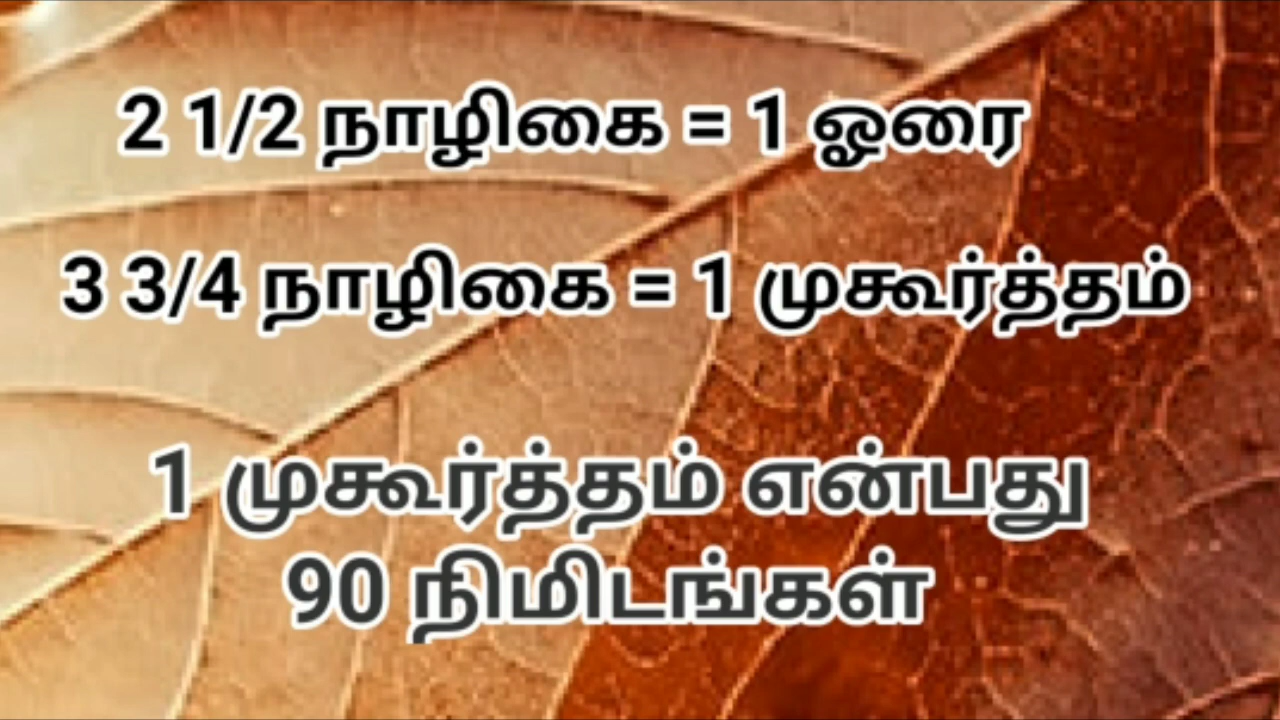 2 1/2 நாழிகை = 1 ஓரை
3 3/4 நாழிகை = 1 முகூர்த்தம்
1 முகூர்த்தம் என்பது
90 நிமிடங்கள்